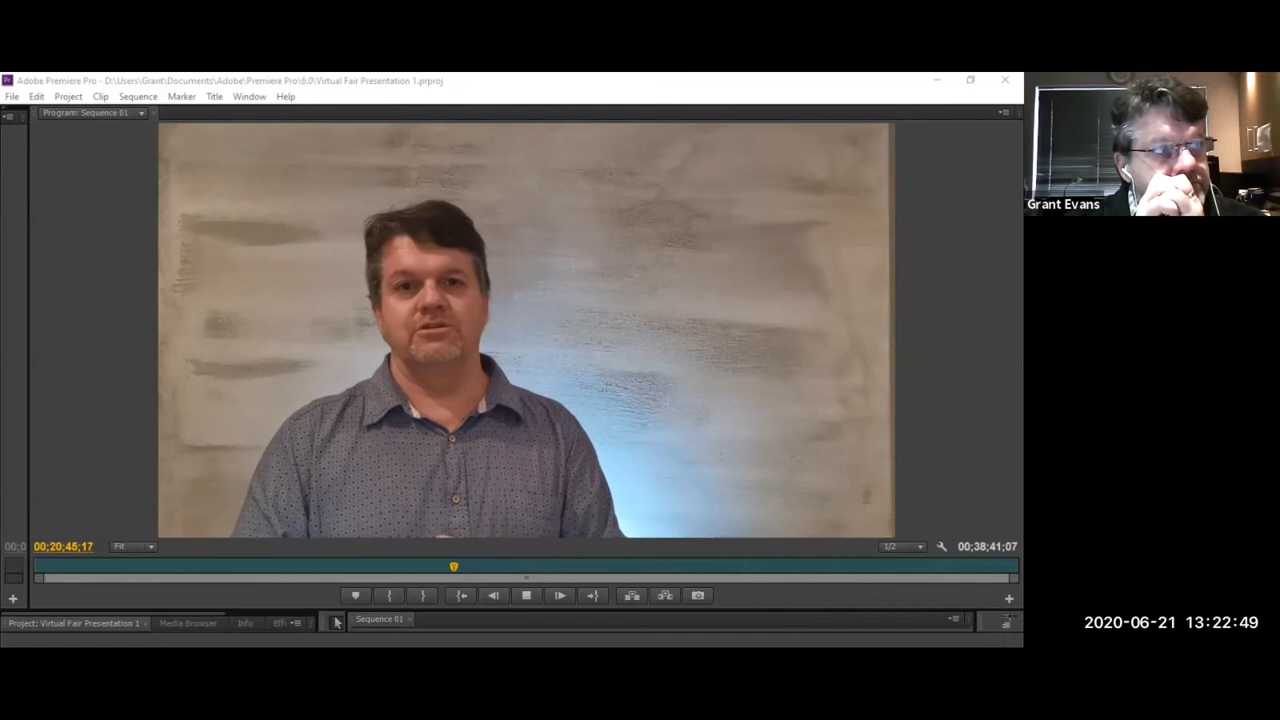 Adobe Premiere Pro - D:\Users\Grant\Documents\Adobe\Premiere Pro\6.0\Virtual Fair Presentation 1.prproj
File Edit Project Clip Sequence Marker Title Window Help
Program: Sequence 01
Grant Evans
00;20;45;17 Fit 1/2 00;38;41;07
Project: Virtual Fair Presentation 1 Media Browser Info Sequence 01
2020-06-21 13:22:49